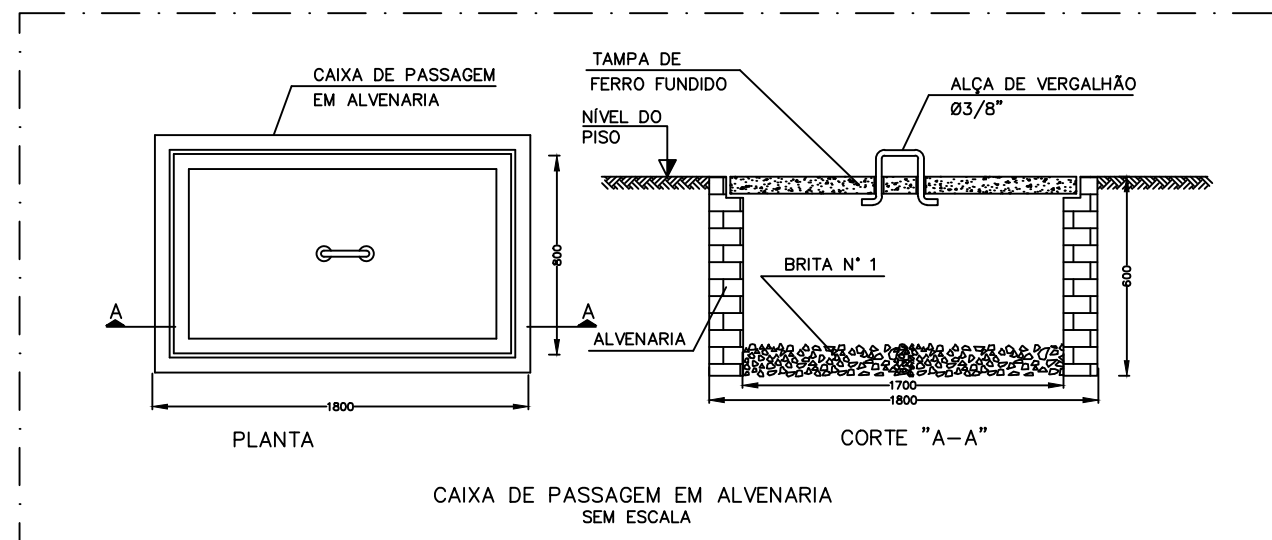 CAIXA DE PASSAGEM
EM ALVENARIA
A
A
800
1800
PLANTA
TAMPA DE
FERRO FUNDIDO
NÍVEL DO
PISO
ALÇA DE VERGALHÃO
Ø3/8"
BRITA N° 1
ALVENARIA
600
1700
1800
CORTE "A-A"
CAIXA DE PASSAGEM EM ALVENARIA
SEM ESCALA